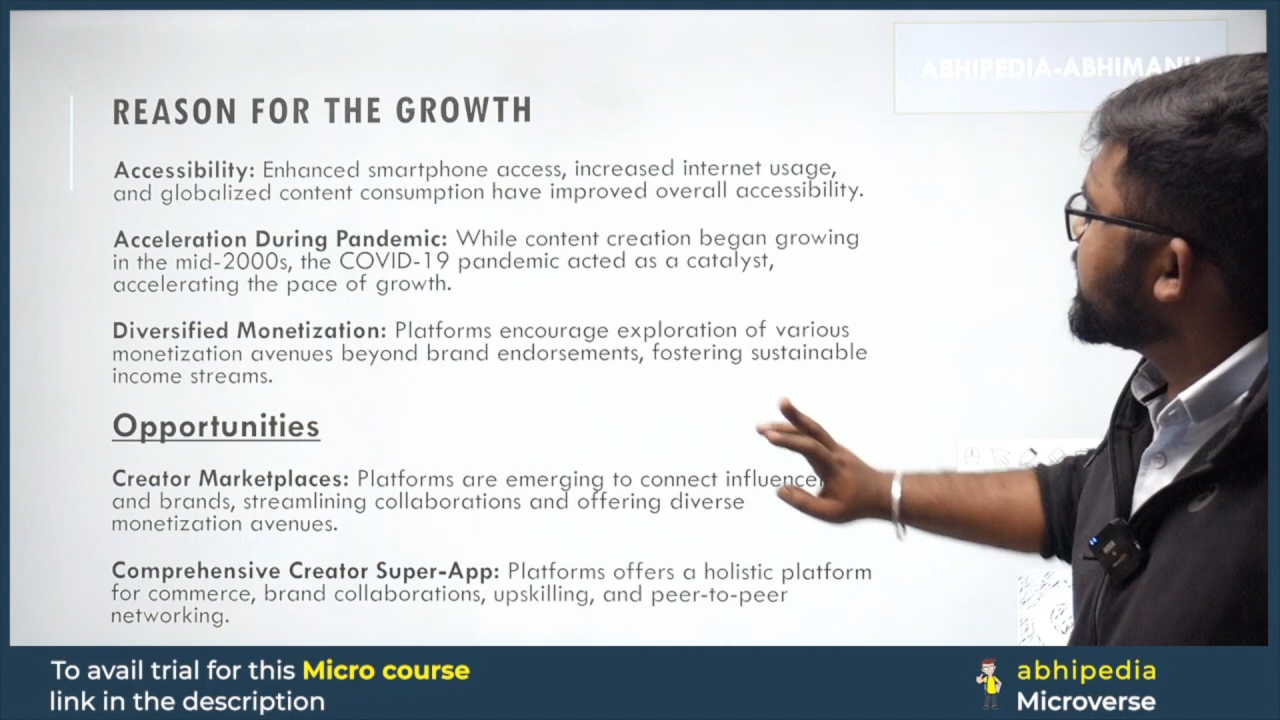 ABHIPEDIA-ABHIMANU
REASON FOR THE GROWTH
Accessibility: Enhanced smartphone access, increased internet usage,
and globalized content consumption have improved overall accessibility.
Acceleration During Pandemic: While content creation began growing
in the mid-2000s, the COVID-19 pandemic acted as a catalyst,
accelerating the pace of growth.
Diversified Monetization: Platforms encourage exploration of various
monetization avenues beyond brand endorsements, fostering sustainable
income streams.
Opportunities
Creator Marketplaces: Platforms are emerging to connect influencer
and brands, streamlining collaborations and offering diverse
monetization avenues.
Comprehensive Creator Super-App: Platforms offers a holistic platform
for commerce, brand collaborations, upskilling, and peer-to-peer
networking.
To avail trial for this Micro course
link in the description
abhipedia
Microverse